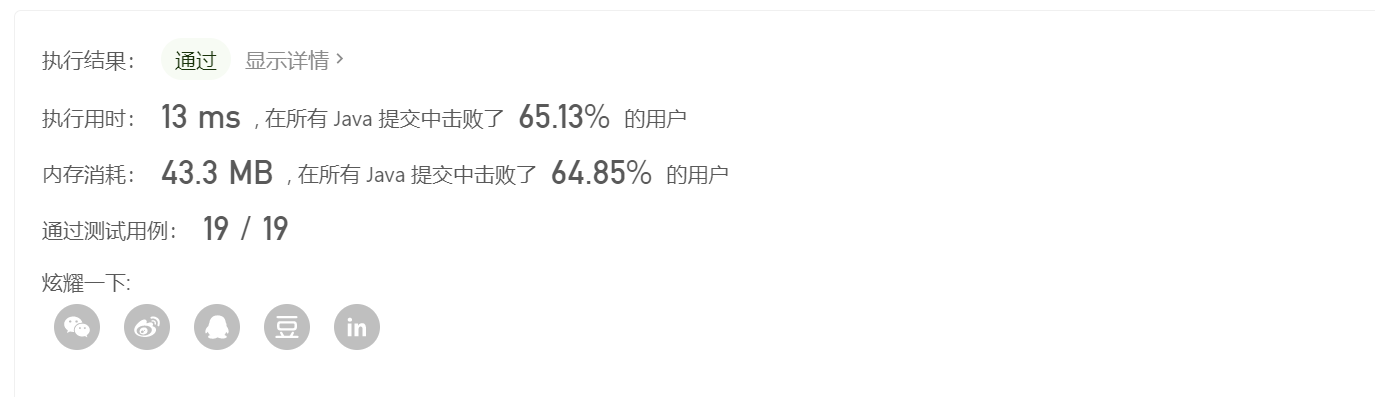 执行结果： 通过 显示详情 >
执行用时： 13 ms , 在所有 Java 提交中击败了 65.13% 的用户
内存消耗： 43.3 MB , 在所有 Java 提交中击败了 64.85% 的用户
通过测试用例： 19 / 19
炫耀一下:
豆 in